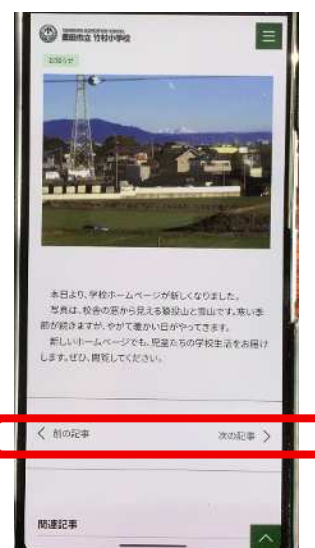 豊田市立 竹村小学校
お知らせ
本日より、学校ホームページが新しくなりました。
写真は、校舎の窓から見える猿投山と雪山です。寒い季
節が続きますが、やがて暖かい日がやってきます。
新しいホームページでも、児童たちの学校生活をお届け
します。ぜひ、閲覧してください。
前の記事
次の記事
関連記事